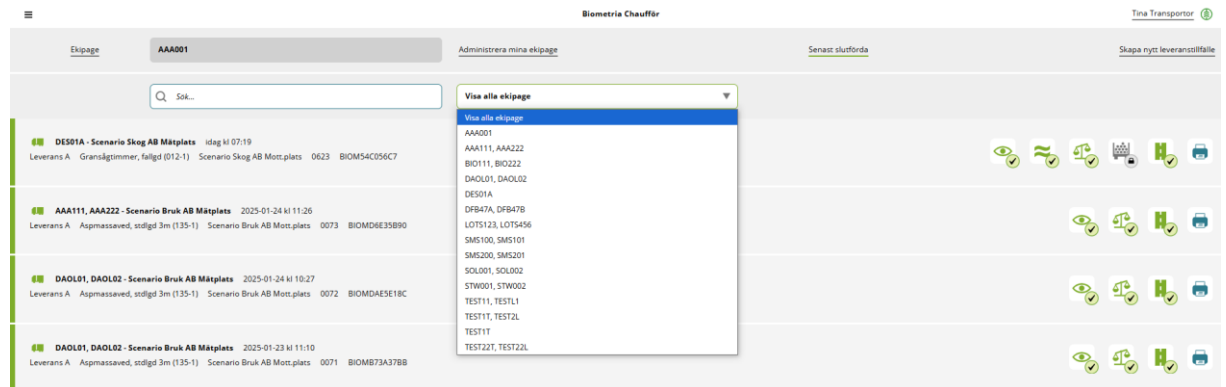 Biometria Chaufför
Tina Transportor
Ekipage
AAA001
Administrera mina ekipage
Senast slutförda
Skapa nytt leveranstillfälle
Sök...
Visa alla ekipage
Visa alla ekipage
AAA001
AAA111, AAA222
BIO111, BIO222
DAOL01, DAOL02
DES01A
DFB47A, DFB47B
LOTS123, LOTS456
SMS100, SMS101
SMS200, SMS201
SOL001, SOL002
STW001, STW002
TEST11, TESTL1
TEST1T, TEST2L
TEST1T
TEST22T, TEST22L
DES01A - Scenario Skog AB Mätplats idag kl 07:19
Leverans A Gransågtimmer, fallgd (012-1) Scenario Skog AB Mott.plats 0623 BIOM54C056C7
AAA111, AAA222 - Scenario Bruk AB Mätplats 2025-01-24 kl 11:26
Leverans A Aspmassaved, stdlgd 3m (135-1) Scenario Bruk AB Mott.plats 0073 BIOMD6E35B90
DAOL01, DAOL02 - Scenario Bruk AB Mätplats 2025-01-24 kl 10:27
Leverans A Aspmassaved, stdlgd 3m (135-1) Scenario Bruk AB Mott.plats 0072 BIOMDAE5E18C
DAOL01, DAOL02 - Scenario Bruk AB Mätplats 2025-01-23 kl 11:10
Leverans A Aspmassaved, stdlgd 3m (135-1) Scenario Bruk AB Mott.plats 0071 BIOMB73A37BB